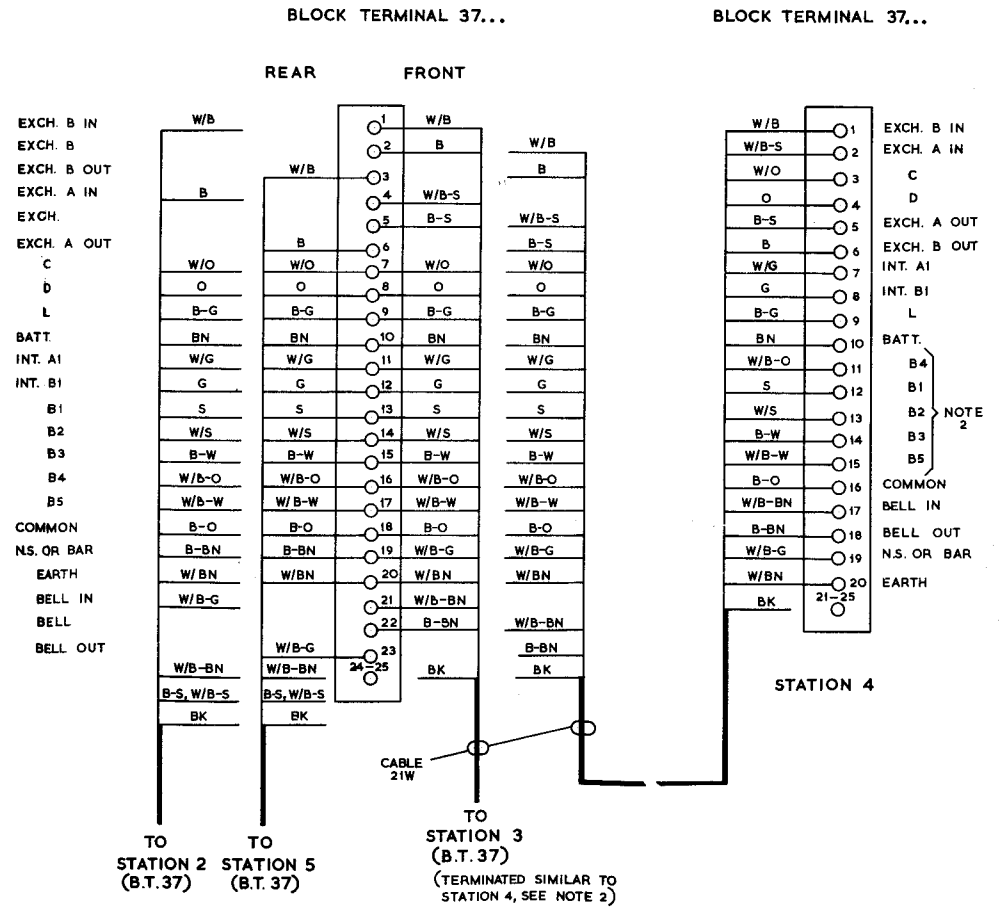 BLOCK TERMINAL 37... BLOCK TERMINAL 37...
REAR FRONT
EXCH. B IN W/B 1 W/B W/B 1 EXCH. B IN
EXCH. B 2 B W/B W/B-S 2 EXCH. A IN
EXCH. B OUT W/B 3 B W/O 3 C
EXCH. A IN B 4 W/B-S O 4 D
EXCH. 5 B-S W/B-S B-S 5 EXCH. A OUT
EXCH. A OUT B 6 B-S B 6 EXCH. B OUT
C W/O W/O 7 W/O W/O W/G 7 INT. A1
D O O 8 O O G 8 INT. B1
L B-G B-G 9 B-G B-G B-G 9 L
BATT. BN BN 10 BN BN BN 10 BATT.
INT. A1 W/G W/G 11 W/G W/G W/B-O 11 B4
INT. B1 G G 12 G G S 12 B1
B1 S S 13 S S W/S 13 B2 NOTE 2
B2 W/S W/S 14 W/S W/S B-W 14 B3
B3 B-W B-W 15 B-W B-W W/B-W 15 B5
B4 W/B-O W/B-O 16 W/B-O W/B-O B-O 16 COMMON
B5 W/B-W W/B-W 17 W/B-W W/B-W W/B-BN 17 BELL IN
COMMON B-O B-O 18 B-O B-O B-BN 18 BELL OUT
N.S. OR BAR B-BN B-BN 19 W/B-G W/B-G W/B-G 19 N.S. OR BAR
EARTH W/BN W/BN 20 W/BN W/BN W/BN 20 EARTH
BELL IN W/B-G 21 W/B-BN BK 21-25
BELL 22 B-BN W/B-BN
BELL OUT W/B-G 23 B-BN
W/B-BN W/B-BN 24-25 BK BK
STATION 4
B-S, W/B-S B-S, W/B-S
BK BK
CABLE
21W
TO
STATION 2
(B.T. 37)
TO
STATION 5
(B.T. 37)
TO
STATION 3
(B.T. 37)
(TERMINATED SIMILAR TO
STATION 4, SEE NOTE 2)